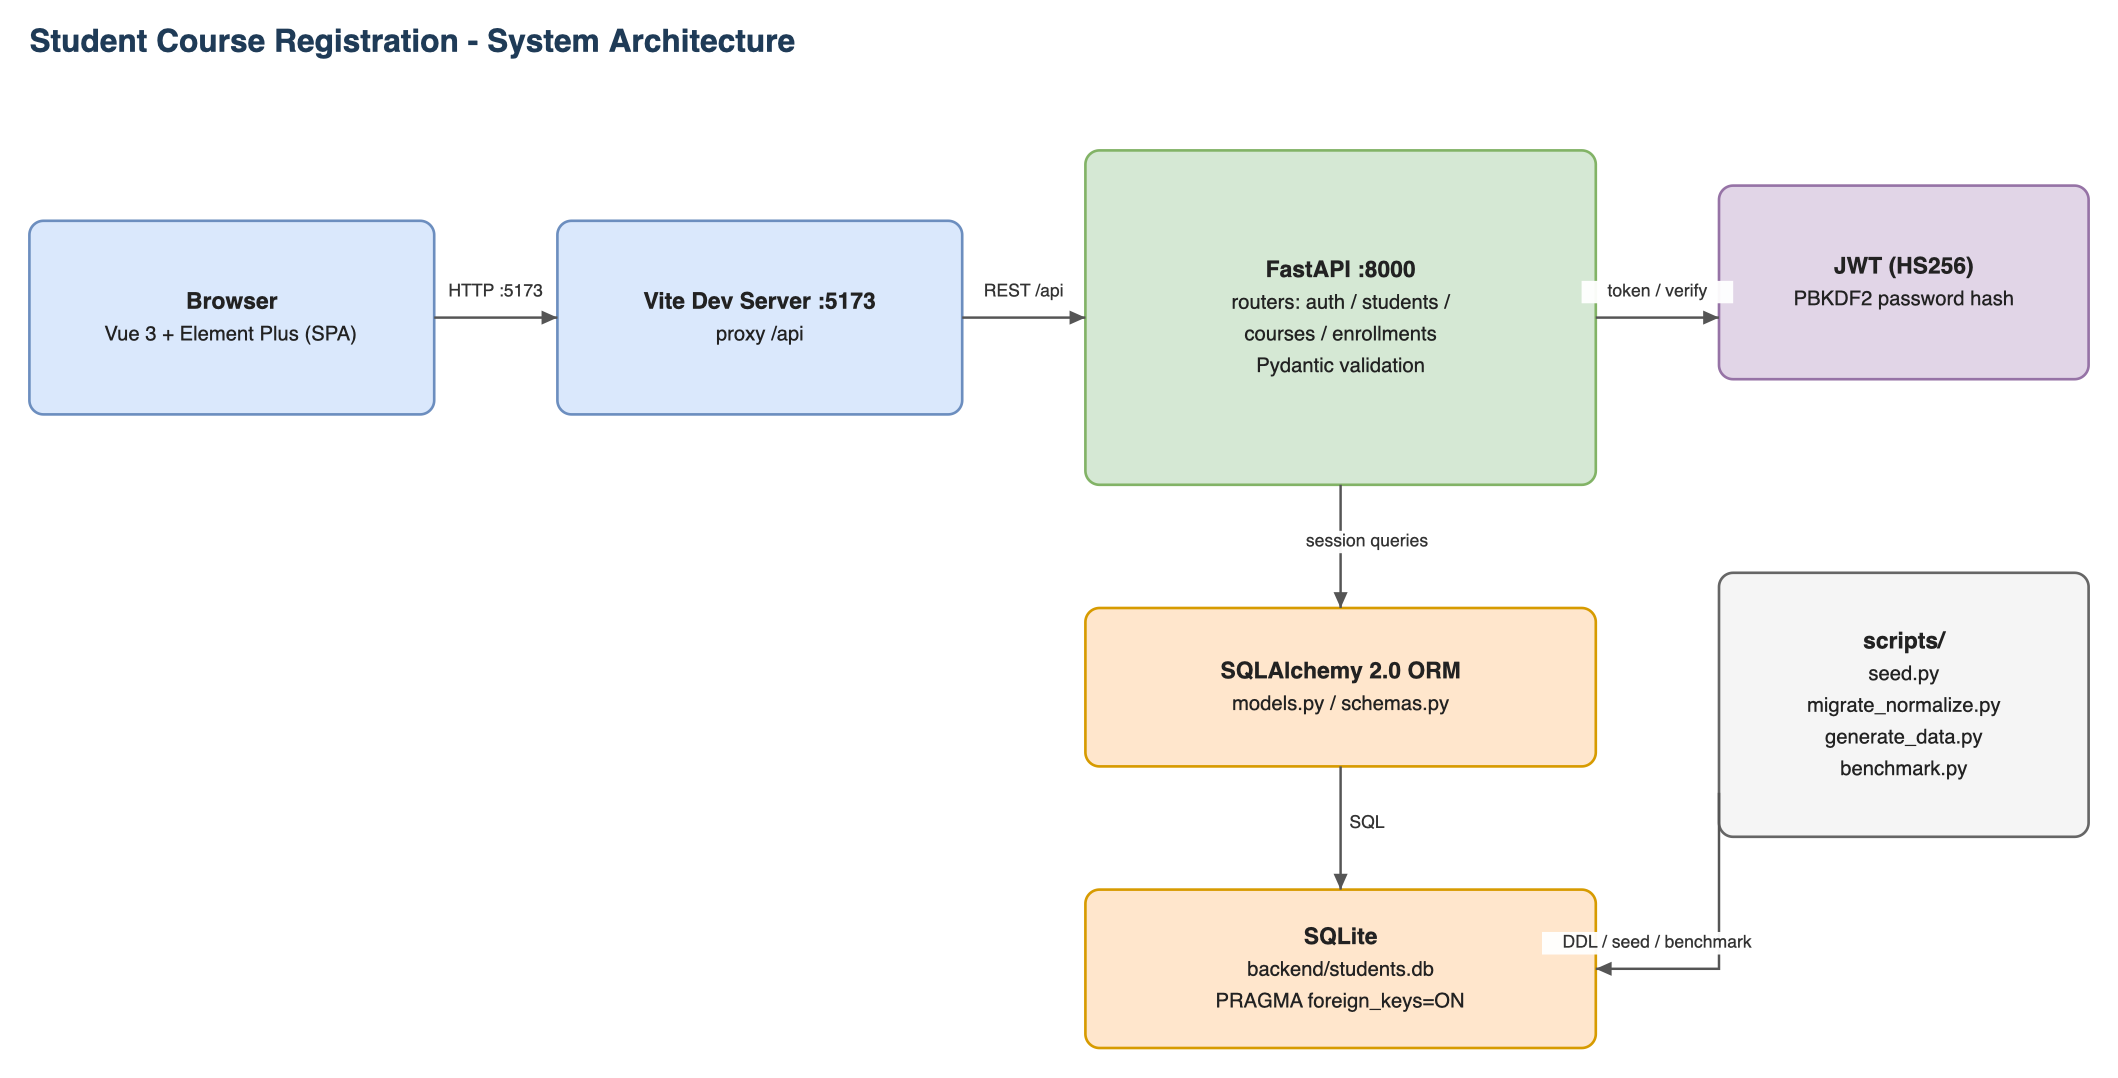 Student Course Registration - System Architecture
Browser
Vue 3 + Element Plus (SPA)
HTTP :5173
Vite Dev Server :5173
proxy /api
REST /api
FastAPI :8000
routers: auth / students /
courses / enrollments
Pydantic validation
token / verify
JWT (HS256)
PBKDF2 password hash
session queries
SQLAlchemy 2.0 ORM
models.py / schemas.py
scripts/
seed.py
migrate_normalize.py
generate_data.py
benchmark.py
SQL
SQLite
backend/students.db
PRAGMA foreign_keys=ON
DDL / seed / benchmark